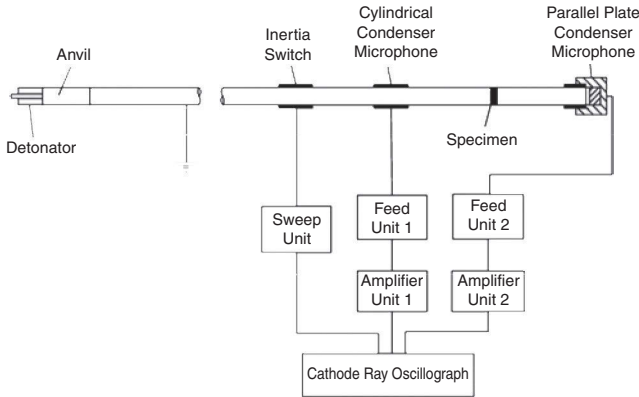 Cylindrical
Condenser
Microphone
Parallel Plate
Condenser
Microphone
Inertia
Switch
Anvil
Detonator
Specimen
Sweep
Unit
Feed
Unit 1
Feed
Unit 2
Amplifier
Unit 1
Amplifier
Unit 2
Cathode Ray Oscillograph